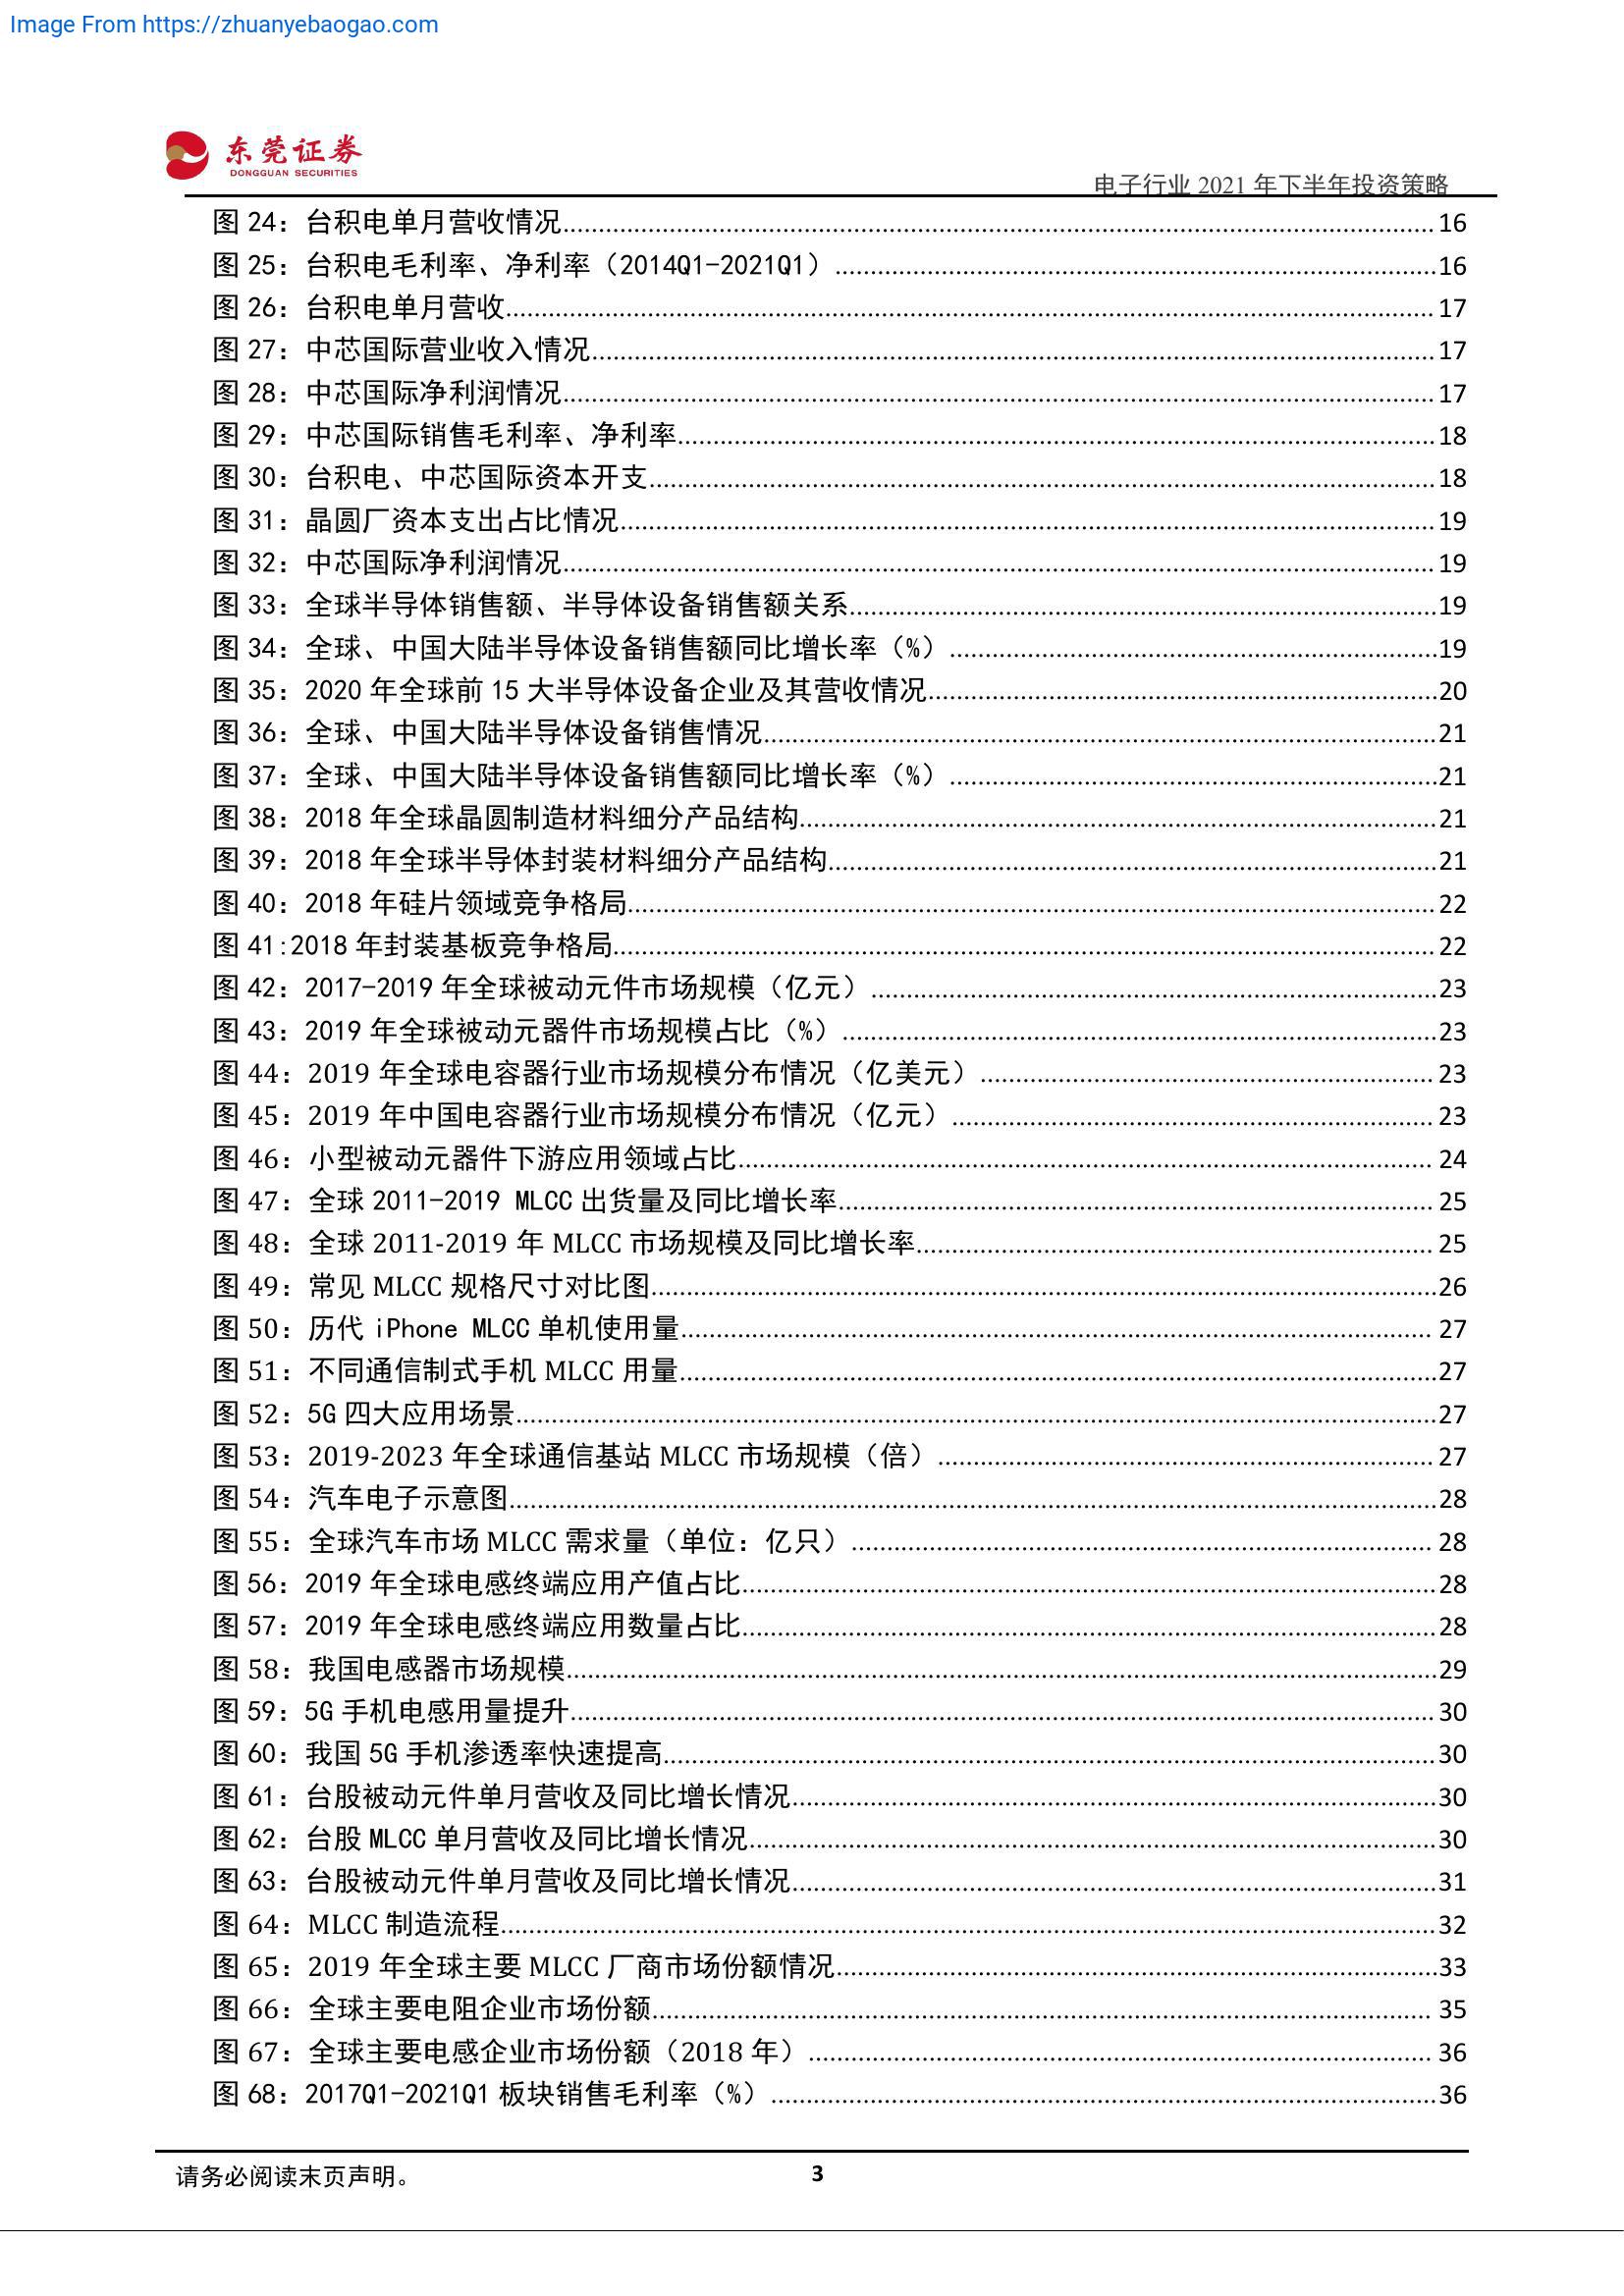 Image From https://zhuanyebaogao.com
东莞证券
DONGGUAN SECURITIES
电子行业 2021 年下半年投资策略
图 24：台积电单月营收情况................16
图 25：台积电毛利率、净利率（2014Q1-2021Q1）................16
图 26：台积电单月营收................17
图 27：中芯国际营业收入情况................17
图 28：中芯国际净利润情况................17
图 29：中芯国际销售毛利率、净利率................18
图 30：台积电、中芯国际资本开支................18
图 31：晶圆厂资本支出占比情况................19
图 32：中芯国际净利润情况................19
图 33：全球半导体销售额、半导体设备销售额关系................19
图 34：全球、中国大陆半导体设备销售额同比增长率（%）................19
图 35：2020 年全球前 15 大半导体设备企业及其营收情况................20
图 36：全球、中国大陆半导体设备销售情况................21
图 37：全球、中国大陆半导体设备销售额同比增长率（%）................21
图 38：2018 年全球晶圆制造材料细分产品结构................21
图 39：2018 年全球半导体封装材料细分产品结构................21
图 40：2018 年硅片领域竞争格局................22
图 41:2018 年封装基板竞争格局................22
图 42：2017-2019 年全球被动元件市场规模（亿元）................23
图 43：2019 年全球被动元器件市场规模占比（%）................23
图 44：2019 年全球电容器行业市场规模分布情况（亿美元）................23
图 45：2019 年中国电容器行业市场规模分布情况（亿元）................23
图 46：小型被动元器件下游应用领域占比................24
图 47：全球 2011-2019 MLCC 出货量及同比增长率................25
图 48：全球 2011-2019 年 MLCC 市场规模及同比增长率................25
图 49：常见 MLCC 规格尺寸对比图................26
图 50：历代 iPhone MLCC 单机使用量................27
图 51：不同通信制式手机 MLCC 用量................27
图 52：5G 四大应用场景................27
图 53：2019-2023 年全球通信基站 MLCC 市场规模（倍）................27
图 54：汽车电子示意图................28
图 55：全球汽车市场 MLCC 需求量（单位：亿只）................28
图 56：2019 年全球电感终端应用产值占比................28
图 57：2019 年全球电感终端应用数量占比................28
图 58：我国电感器市场规模................29
图 59：5G 手机电感用量提升................30
图 60：我国 5G 手机渗透率快速提高................30
图 61：台股被动元件单月营收及同比增长情况................30
图 62：台股 MLCC 单月营收及同比增长情况................30
图 63：台股被动元件单月营收及同比增长情况................31
图 64：MLCC 制造流程................32
图 65：2019 年全球主要 MLCC 厂商市场份额情况................33
图 66：全球主要电阻企业市场份额................35
图 67：全球主要电感企业市场份额（2018 年）................36
图 68：2017Q1-2021Q1 板块销售毛利率（%）................36
请务必阅读末页声明。
3